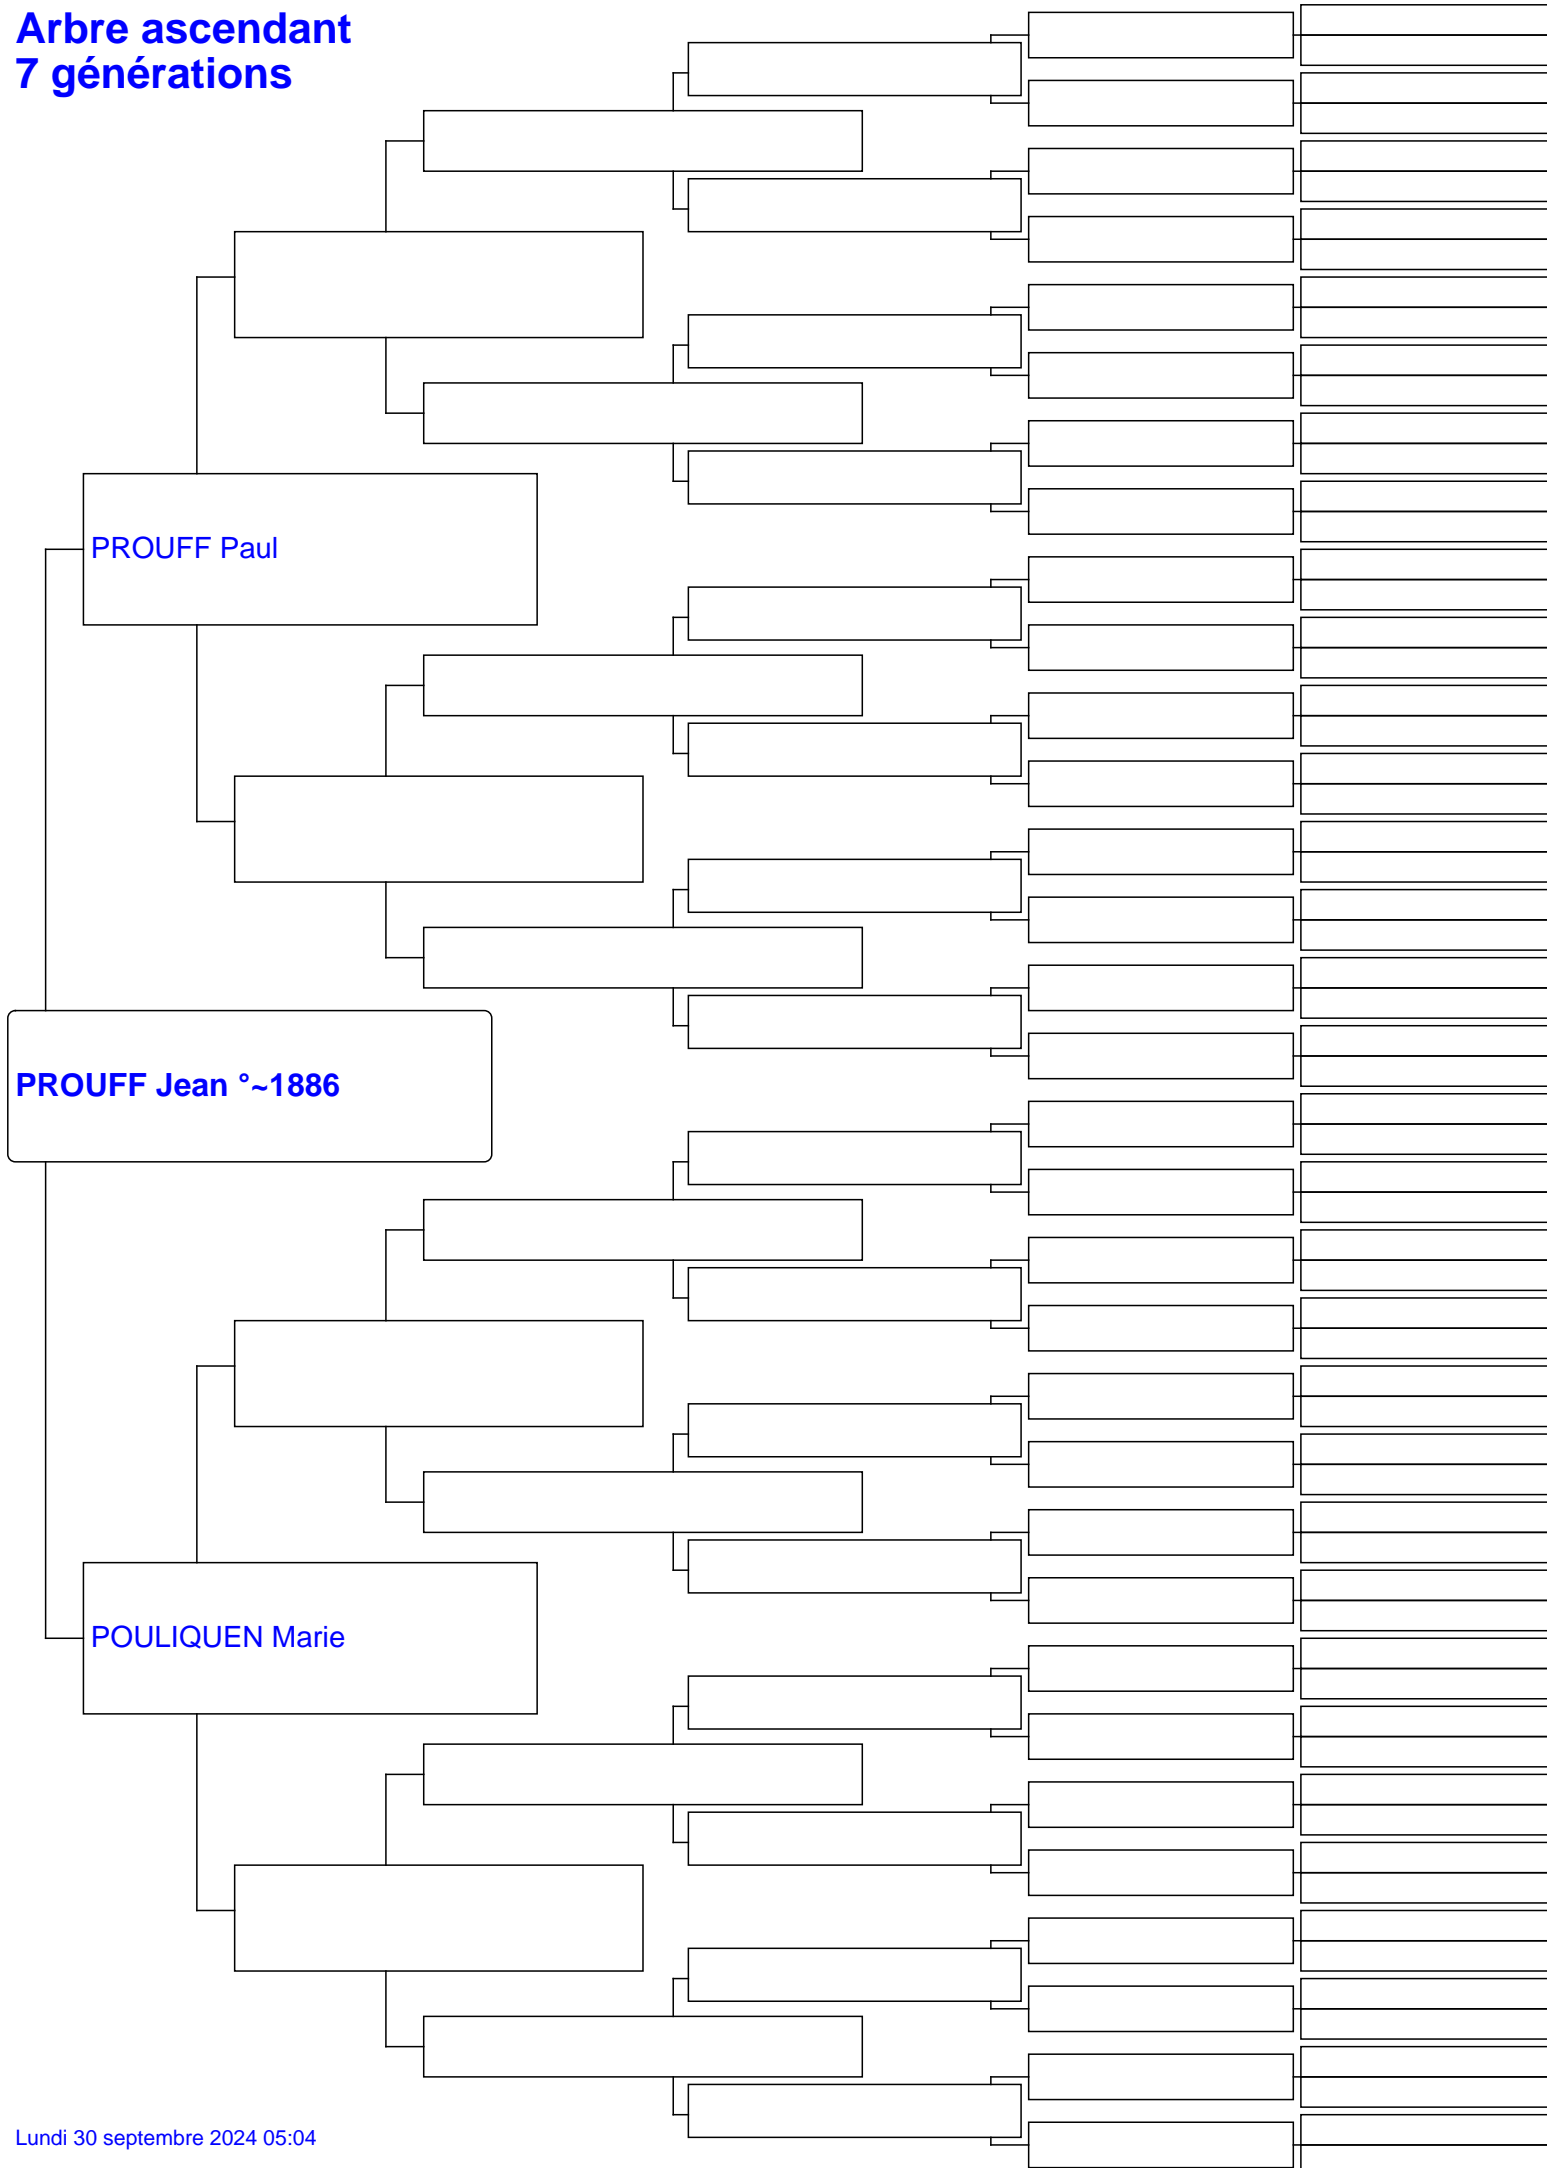 Arbre ascendant
7 générations
PROUFF Paul
PROUFF Jean °~1886
POULIQUEN Marie
Lundi 30 septembre 2024 05:04